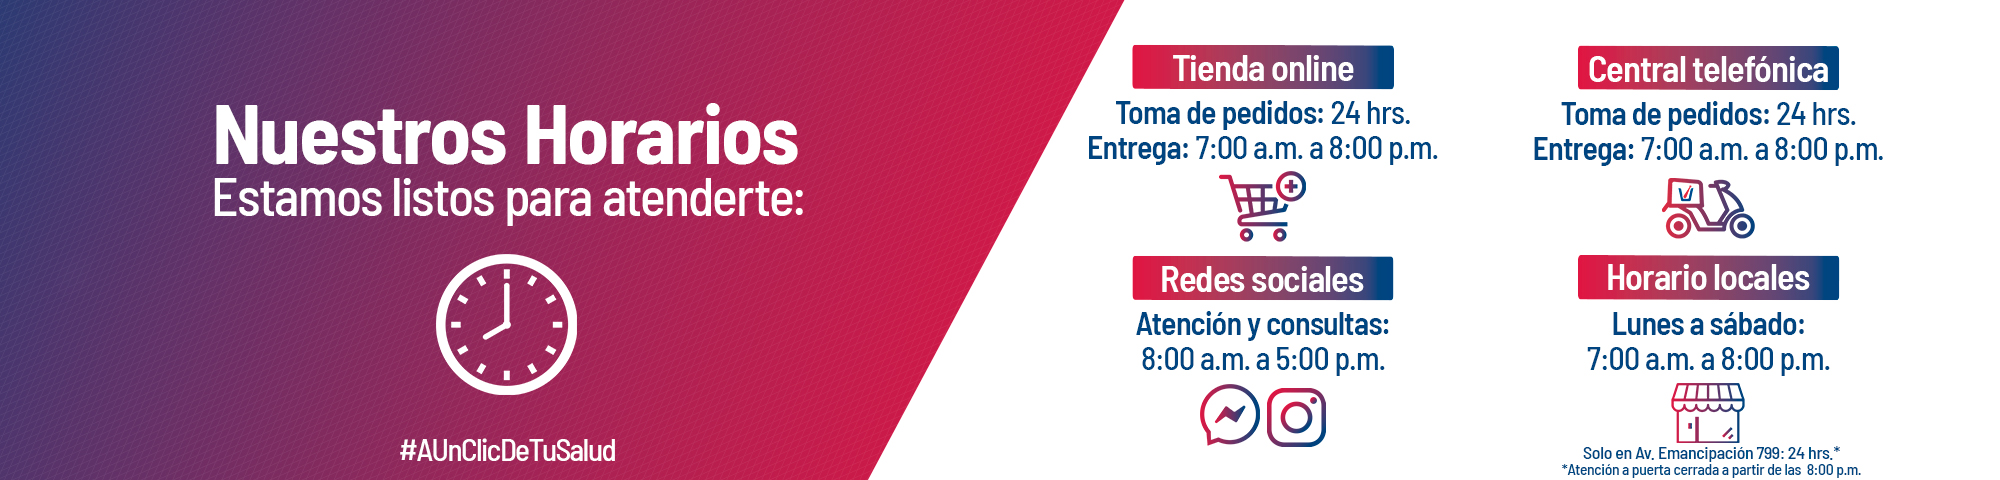 Nuestros Horarios
Estamos listos para atenderte:
#AUnClicDeTuSalud
Tienda online
Toma de pedidos: 24 hrs.
Entrega: 7:00 a.m. a 8:00 p.m.
Central telefónica
Toma de pedidos: 24 hrs.
Entrega: 7:00 a.m. a 8:00 p.m.
Redes sociales
Atención y consultas:
8:00 a.m. a 5:00 p.m.
Horario locales
Lunes a sábado:
7:00 a.m. a 8:00 p.m.
Solo en Av. Emancipación 799: 24 hrs.*
*Atención a puerta cerrada a partir de las 8:00 p.m.